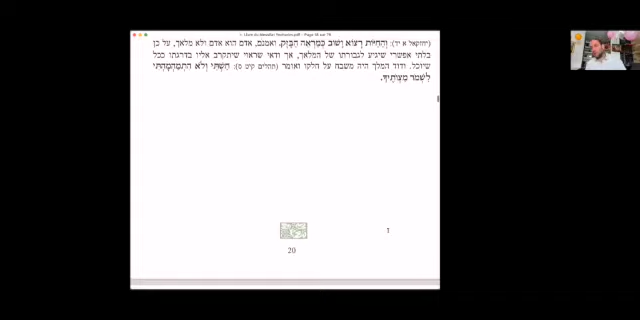 (יחזקאל א יד): וְהַחַיּוֹת רָצוֹא וָשׁוֹב כְּמַרְאֵה הַבָּזָק. ואמנם, אדם הוא אדם ולא מלאך, על כן
בלתי אפשרי שיגיע לגבורתו של המלאך, אך ודאי שראוי שיתקרב אליו בדרגתו ככל
שיוכל. ודוד המלך היה משבח על חלקו ואומר (תהלים קיט ס): חַשְׁתִּי וְלֹא הִתְמַהְמָהְתִּי
לִשְׁמֹר מִצְוֺתֶיךָ.
20